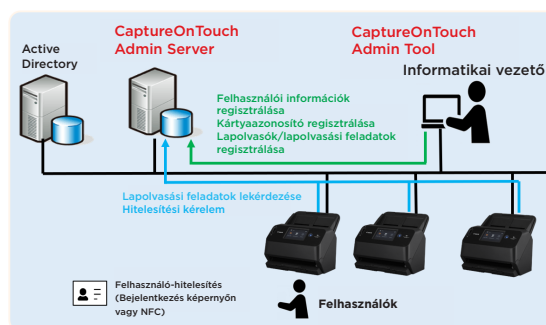 Active
Directory
CaptureOnTouch
Admin Server
CaptureOnTouch
Admin Tool
Informatikai vezető
Felhasználói információk
regisztrálása
Kártyaazonosító regisztrálása
Lapolvasók/lapolvasási feladatok
regisztrálása
Lapolvasási feladatok lekérdezése
Hitelesítési kérelem
Felhasználó-hitelesítés
(Bejelentkezés képernyőn
vagy NFC)
Felhasználók